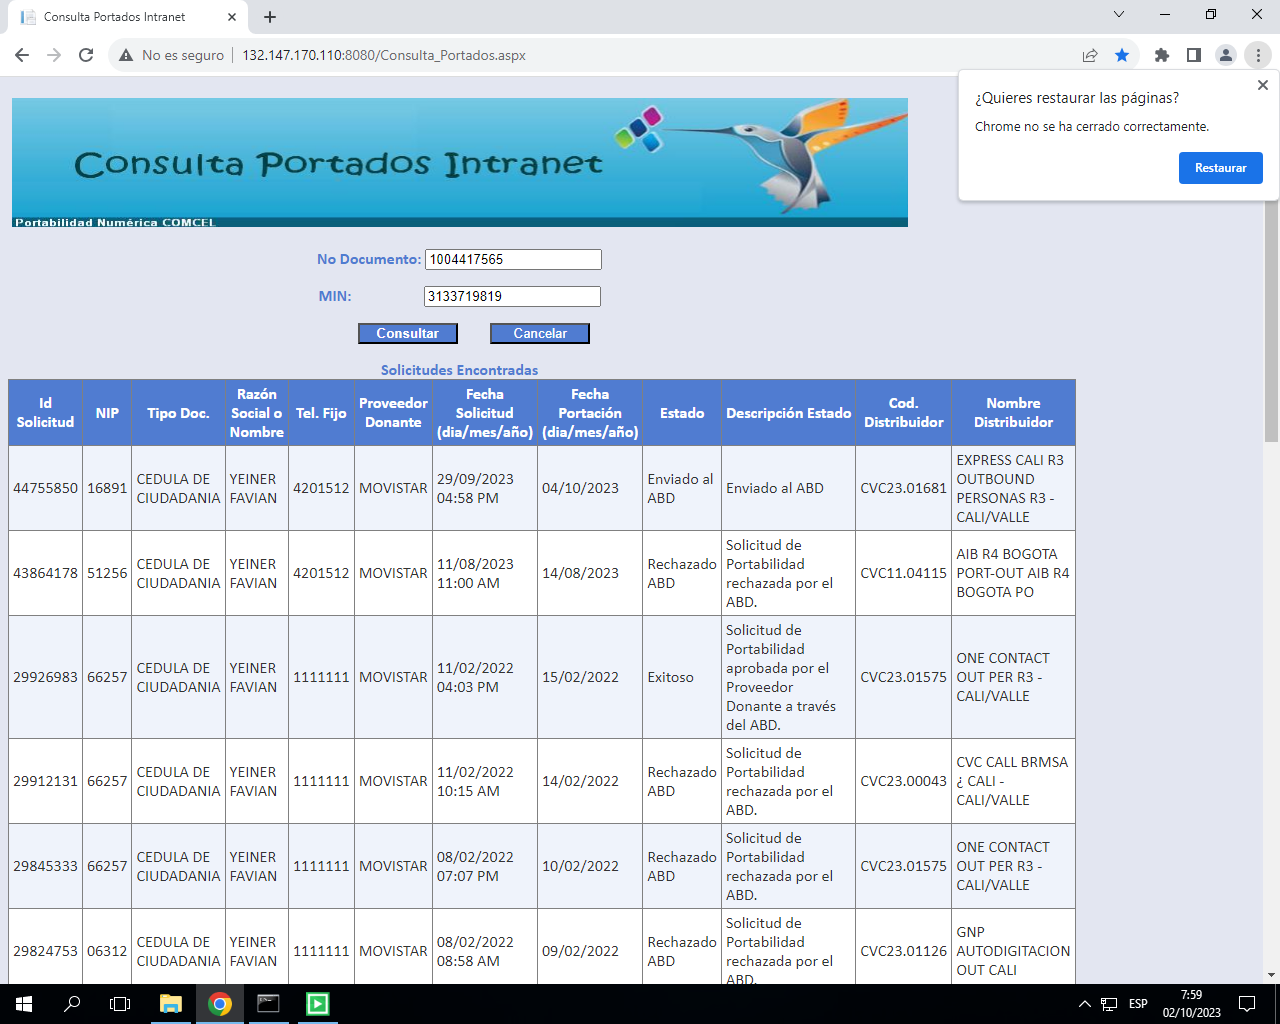 Consulta Portados Intranet
No es seguro
132.147.170.110:8080/Consulta_Portados.aspx
¿Quieres restaurar las páginas?
Chrome no se ha cerrado correctamente.
Restaurar
Consulta Portados Intranet
Portabilidad Numérica COMCEL
No Documento: 1004417565
MIN: 3133719819
Consultar Cancelar
Solicitudes Encontradas
Id Solicitud NIP Tipo Doc. Razón Social o Nombre Tel. Fijo Proveedor Donante Fecha Solicitud (dia/mes/año) Fecha Portación (dia/mes/año) Estado Descripción Estado Cod. Distribuidor Nombre Distribuidor
44755850 16891 CEDULA DE CIUDADANIA YEINER FAVIAN 4201512 MOVISTAR 29/09/2023 04:58 PM 04/10/2023 Enviado al ABD Enviado al ABD CVC23.01681 EXPRESS CALI R3 OUTBOUND PERSONAS R3 - CALI/VALLE
43864178 51256 CEDULA DE CIUDADANIA YEINER FAVIAN 4201512 MOVISTAR 11/08/2023 11:00 AM 14/08/2023 Rechazado ABD Solicitud de Portabilidad rechazada por el ABD. CVC11.04115 AIB R4 BOGOTA PORT-OUT AIB R4 BOGOTA PO
29926983 66257 CEDULA DE CIUDADANIA YEINER FAVIAN 1111111 MOVISTAR 11/02/2022 04:03 PM 15/02/2022 Exitoso Solicitud de Portabilidad aprobada por el Proveedor Donante a través del ABD. CVC23.01575 ONE CONTACT OUT PER R3 - CALI/VALLE
29912131 66257 CEDULA DE CIUDADANIA YEINER FAVIAN 1111111 MOVISTAR 11/02/2022 10:15 AM 14/02/2022 Rechazado ABD Solicitud de Portabilidad rechazada por el ABD. CVC23.00043 CVC CALL BRMSA ¿ CALI - CALI/VALLE
29845333 66257 CEDULA DE CIUDADANIA YEINER FAVIAN 1111111 MOVISTAR 08/02/2022 07:07 PM 10/02/2022 Rechazado ABD Solicitud de Portabilidad rechazada por el ABD. CVC23.01575 ONE CONTACT OUT PER R3 - CALI/VALLE
29824753 06312 CEDULA DE CIUDADANIA YEINER FAVIAN 1111111 MOVISTAR 08/02/2022 08:58 AM 09/02/2022 Rechazado ABD Solicitud de Portabilidad rechazada por el ABD. CVC23.01126 GNP AUTODIGITACION OUT CALI
ESP
7:59
02/10/2023